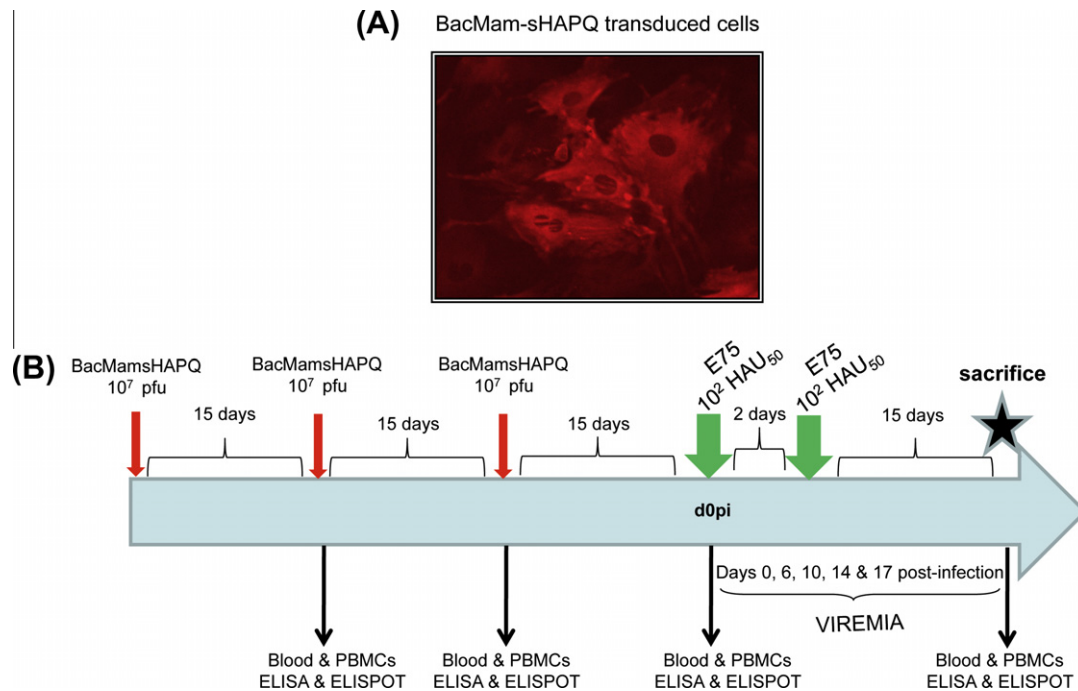 (A) BacMam-sHAPQ transduced cells
(B)
BacMamsHAPQ
10⁷ pfu
BacMamsHAPQ
10⁷ pfu
BacMamsHAPQ
10⁷ pfu
E75
10² HAU₅₀
E75
10² HAU₅₀
sacrifice
15 days
15 days
15 days
2 days
15 days
d0pi
Days 0, 6, 10, 14 & 17 post-infection
VIREMIA
Blood & PBMCs
ELISA & ELISPOT
Blood & PBMCs
ELISA & ELISPOT
Blood & PBMCs
ELISA & ELISPOT
Blood & PBMCs
ELISA & ELISPOT